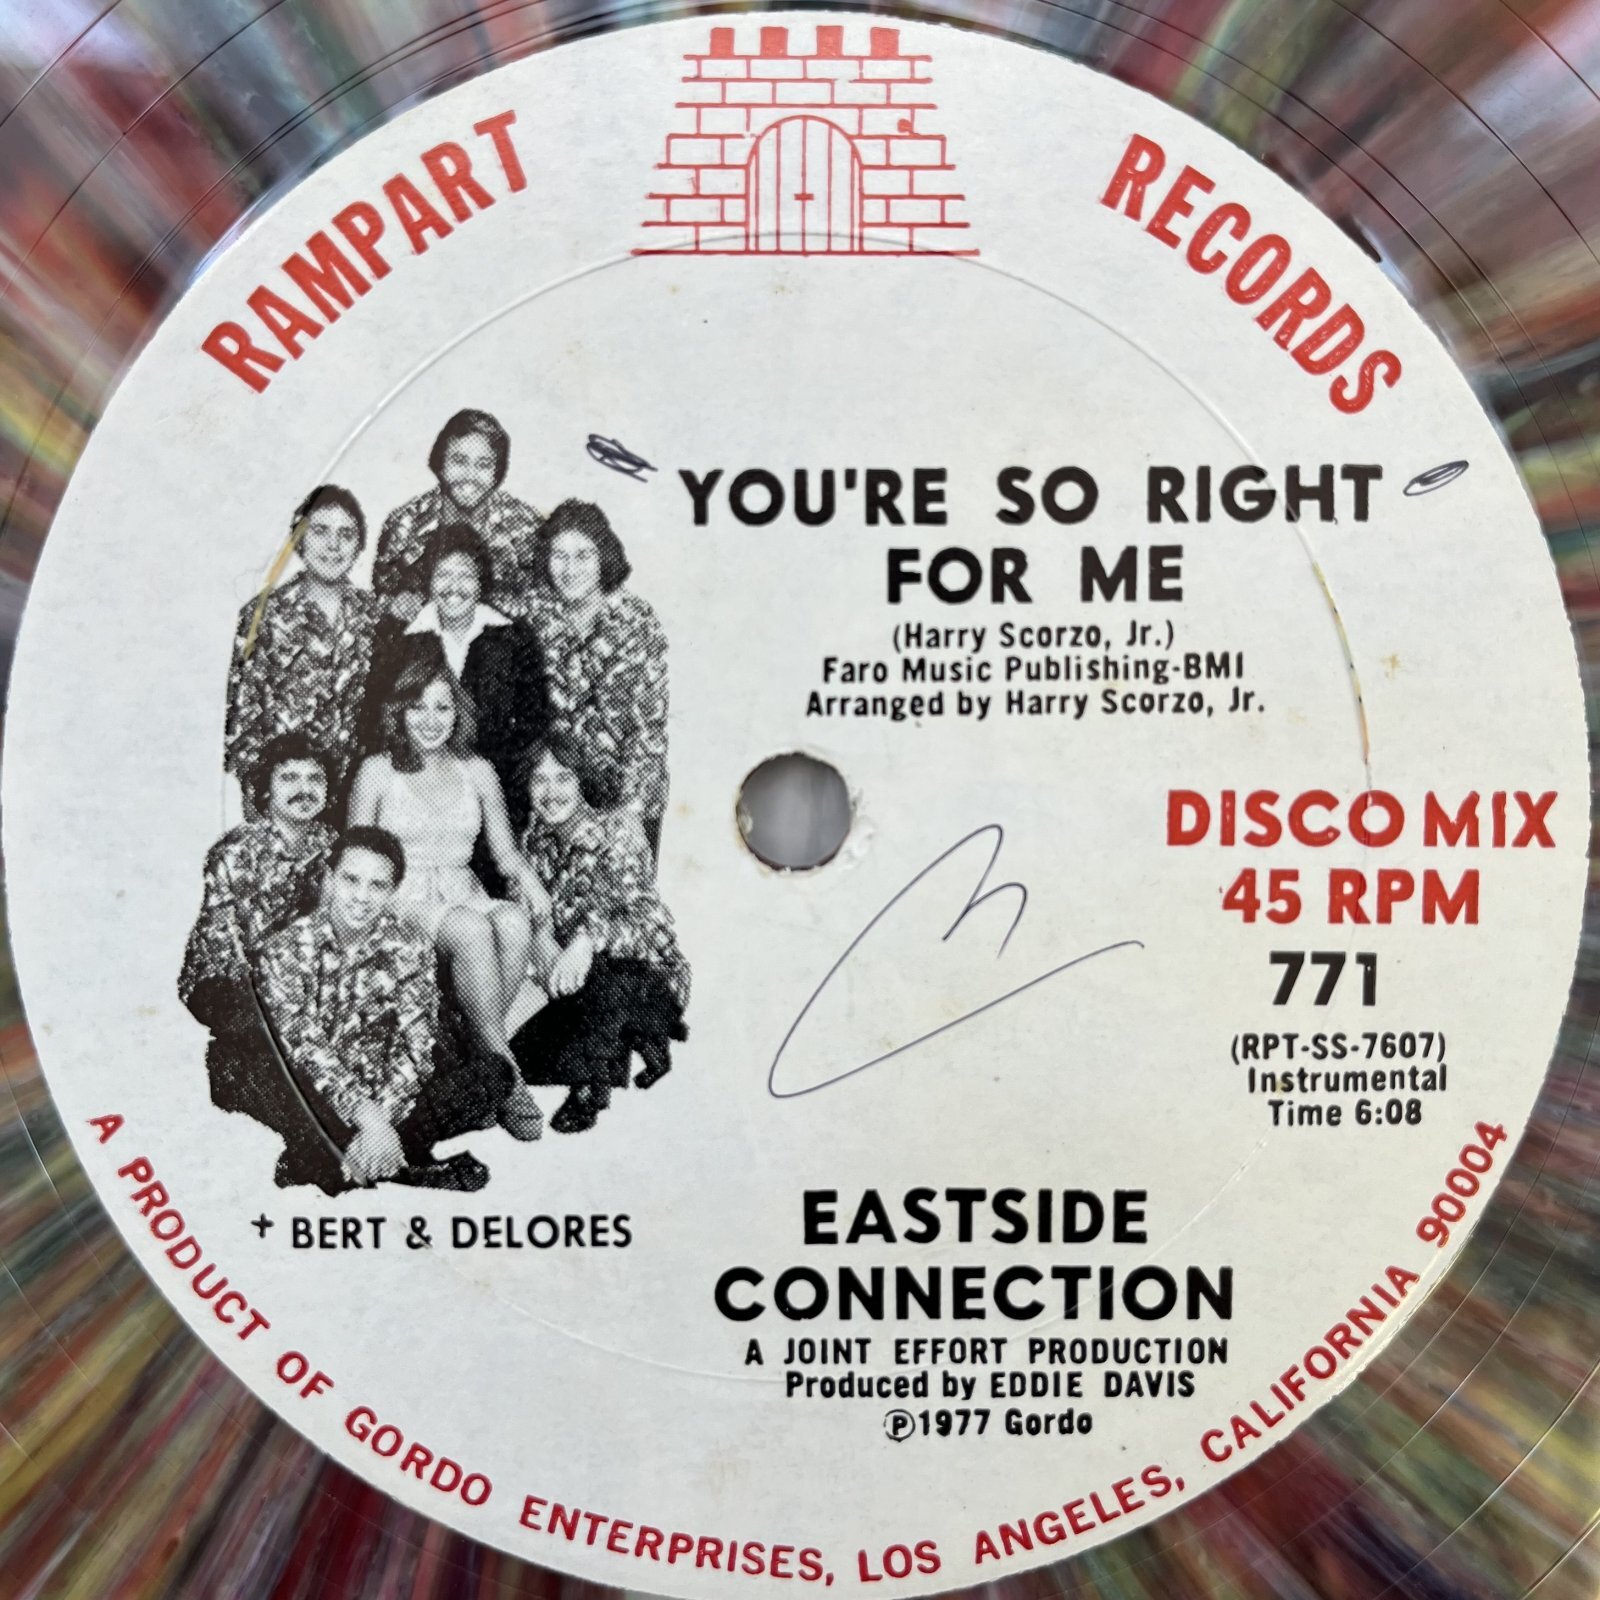 RAMPART RECORDS
YOU'RE SO RIGHT
FOR ME
(Harry Scorzo, Jr.)
Faro Music Publishing-BMI
Arranged by Harry Scorzo, Jr.
DISCO MIX
45 RPM
771
(RPT-SS-7607)
Instrumental
Time 6:08
+ BERT & DELORES
EASTSIDE
CONNECTION
A JOINT EFFORT PRODUCTION
Produced by EDDIE DAVIS
Ⓟ1977 Gordo
A PRODUCT OF GORDO ENTERPRISES, LOS ANGELES, CALIFORNIA 90004